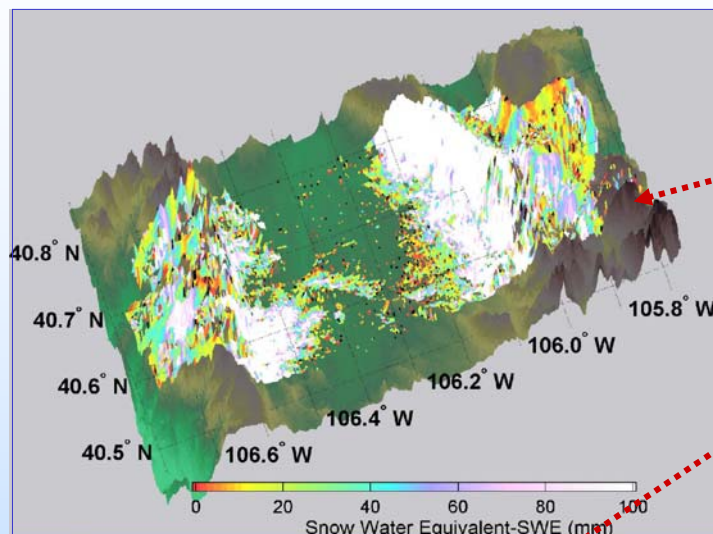 40.8° N
40.7° N
40.6° N
40.5° N
106.6° W
106.4° W
106.2° W
106.0° W
105.8° W
0 20 40 60 80 100
Snow Water Equivalent-SWE (mm)